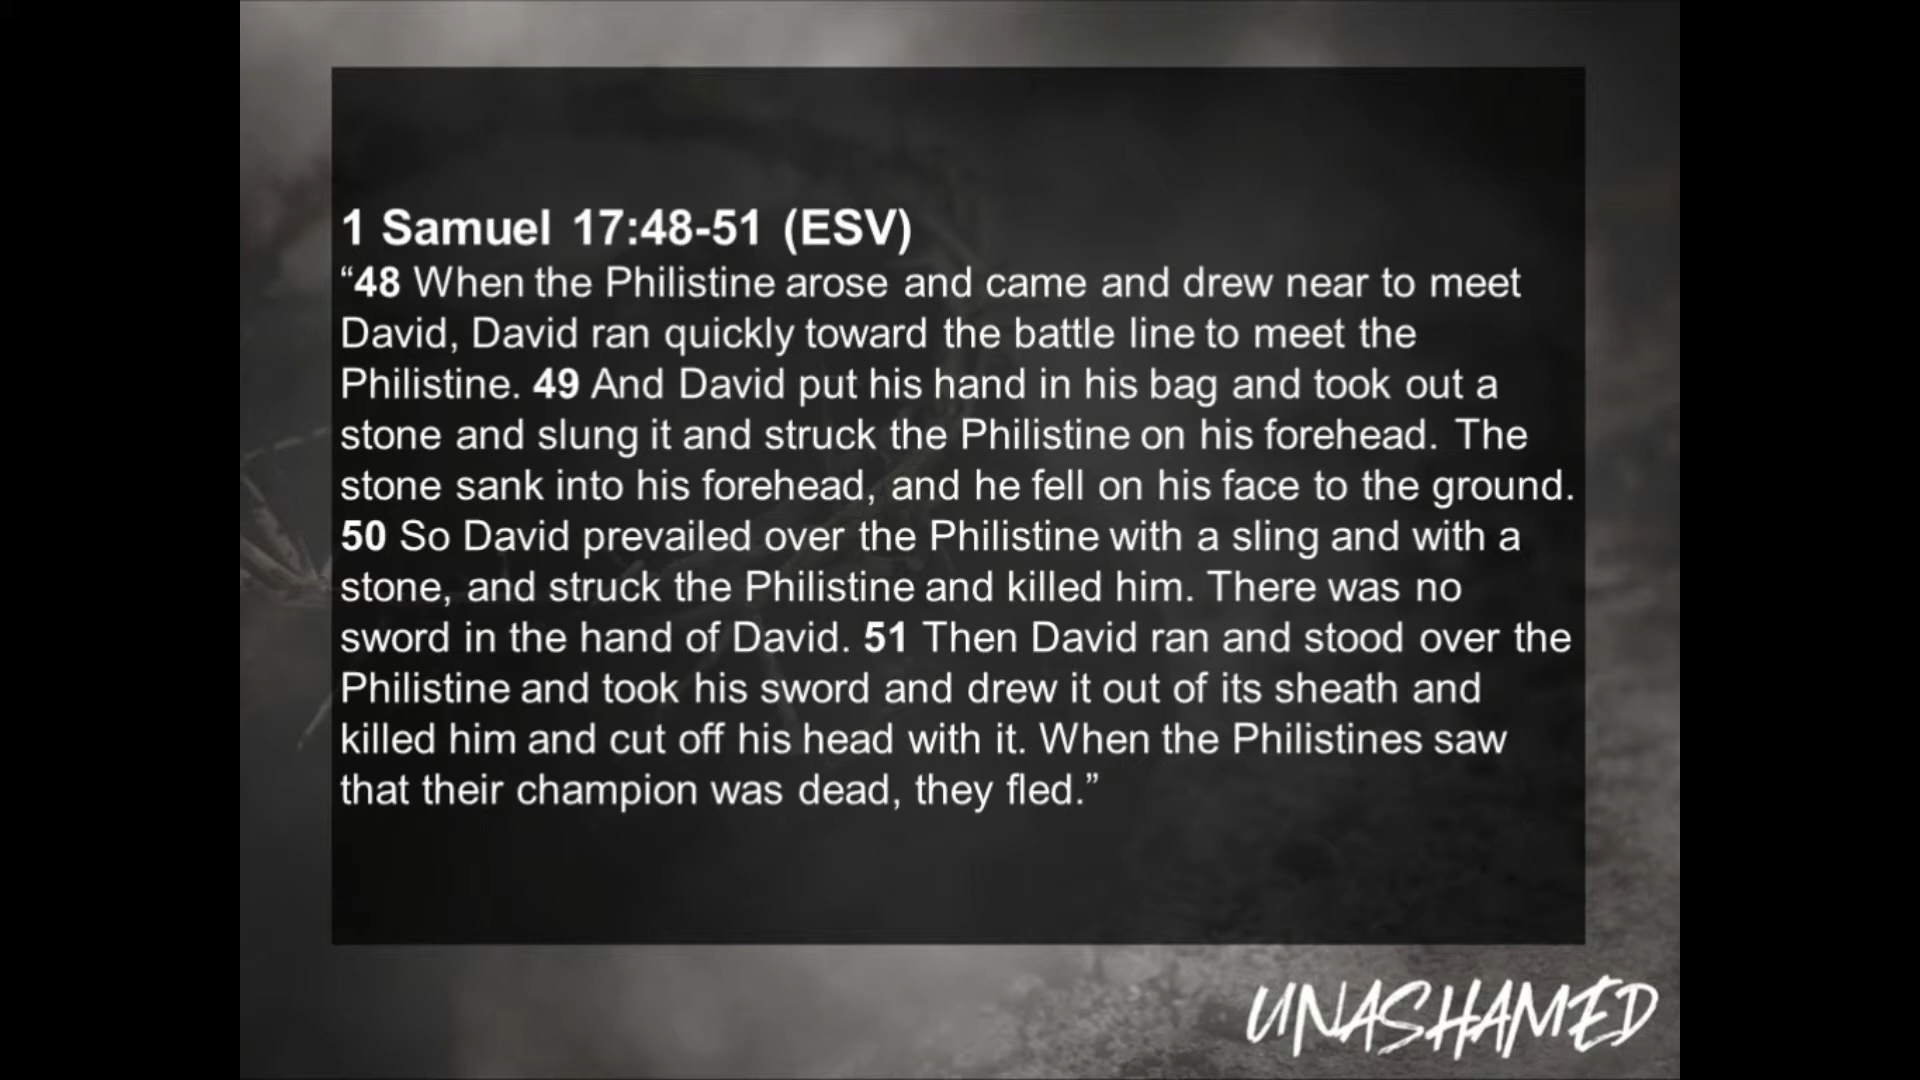 1 Samuel 17:48-51 (ESV)
“48 When the Philistine arose and came and drew near to meet
David, David ran quickly toward the battle line to meet the
Philistine. 49 And David put his hand in his bag and took out a
stone and slung it and struck the Philistine on his forehead. The
stone sank into his forehead, and he fell on his face to the ground.
50 So David prevailed over the Philistine with a sling and with a
stone, and struck the Philistine and killed him. There was no
sword in the hand of David. 51 Then David ran and stood over the
Philistine and took his sword and drew it out of its sheath and
killed him and cut off his head with it. When the Philistines saw
that their champion was dead, they fled.”
UNASHAMED